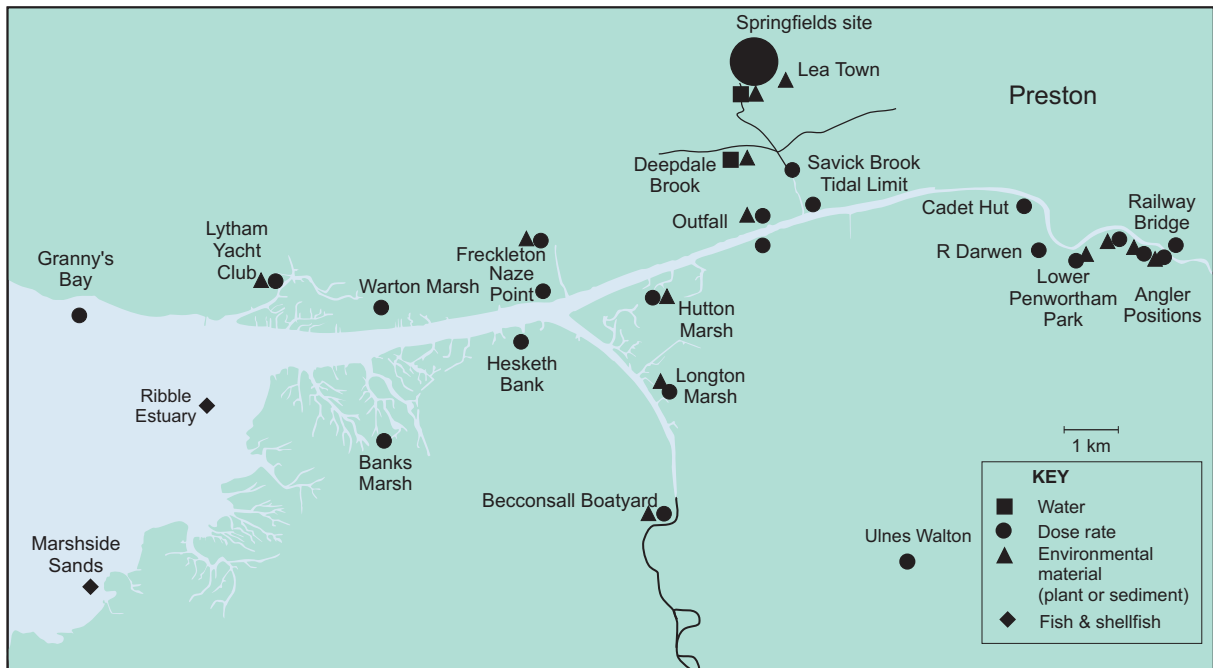 Springfields site
Lea Town
Preston
Deepdale
Brook
Savick Brook
Tidal Limit
Outfall
Cadet Hut
Railway
Bridge
R Darwen
Lower
Penwortham
Park
Angler
Positions
Granny's
Bay
Lytham
Yacht
Club
Warton Marsh
Freckleton
Naze
Point
Hutton
Marsh
Hesketh
Bank
Longton
Marsh
Ribble
Estuary
Banks
Marsh
Becconsall Boatyard
Marshside
Sands
Ulnes Walton
1 km
KEY
Water
Dose rate
Environmental
material
(plant or sediment)
Fish & shellfish